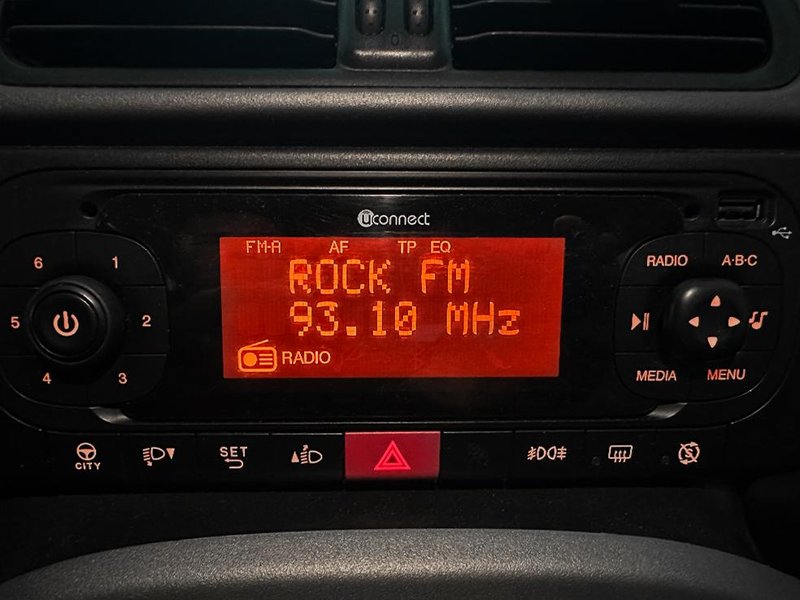 uconnect
FM-A AF TP EQ
ROCK FM
93.10 MHz
RADIO
6 1
5 2
4 3
0
RADIO A·B·C
MEDIA MENU
CITY
SET